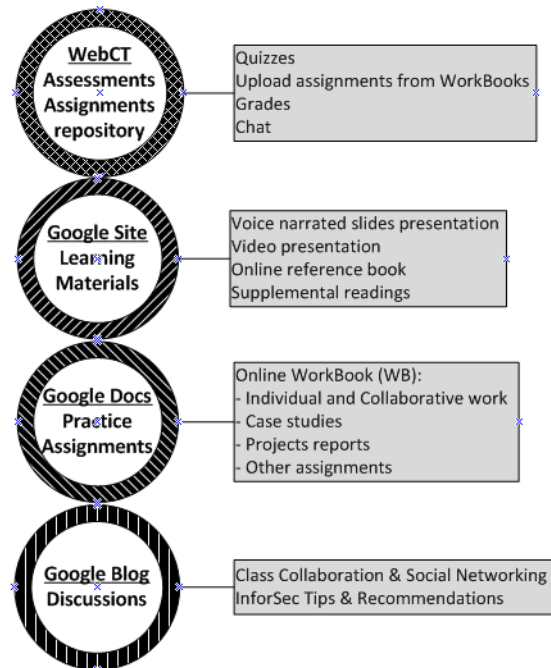 WebCT
Assessments
Assignments
repository
Quizzes
Upload assignments from WorkBooks
Grades
Chat
Google Site
Learning
Materials
Voice narrated slides presentation
Video presentation
Online reference book
Supplemental readings
Google Docs
Practice
Assignments
Online WorkBook (WB):
- Individual and Collaborative work
- Case studies
- Projects reports
- Other assignments
Google Blog
Discussions
Class Collaboration & Social Networking
InforSec Tips & Recommendations